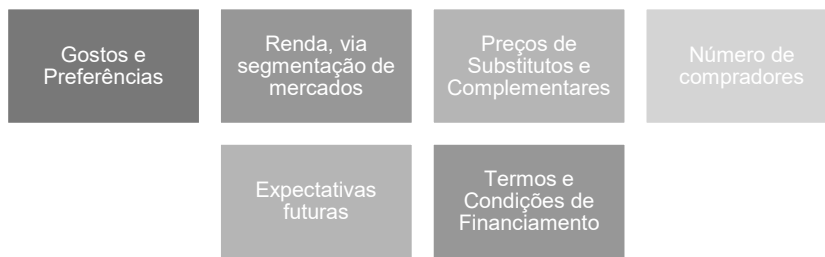 Gostos e
Preferências
Renda, via
segmentação de
mercados
Preços de
Substitutos e
Complementares
Número de
compradores
Expectativas
futuras
Termos e
Condições de
Financiamento